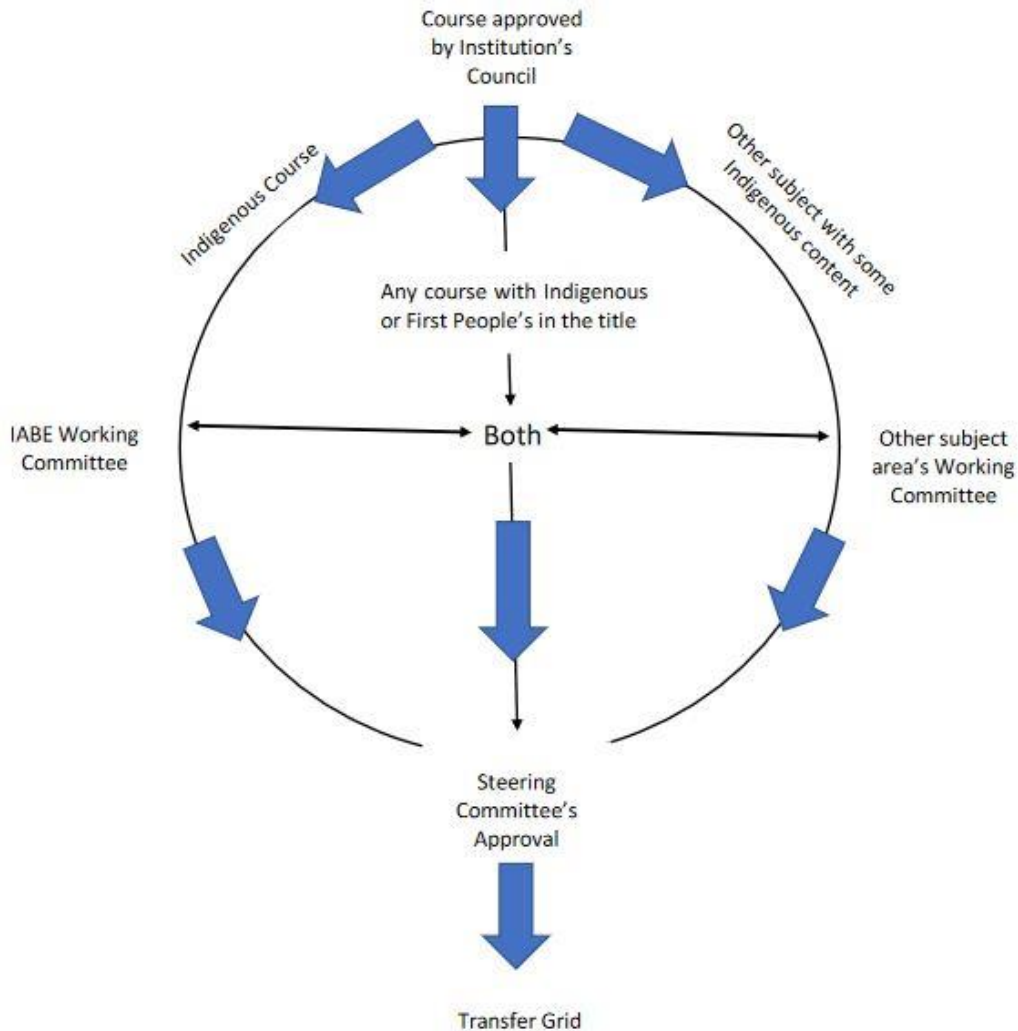 Course approved
by Institution's
Council
Indigenous Course
Other subject with some
Indigenous content
Any course with Indigenous
or First People's in the title
IABE Working
Committee
Both
Other subject
area's Working
Committee
Steering
Committee's
Approval
Transfer Grid